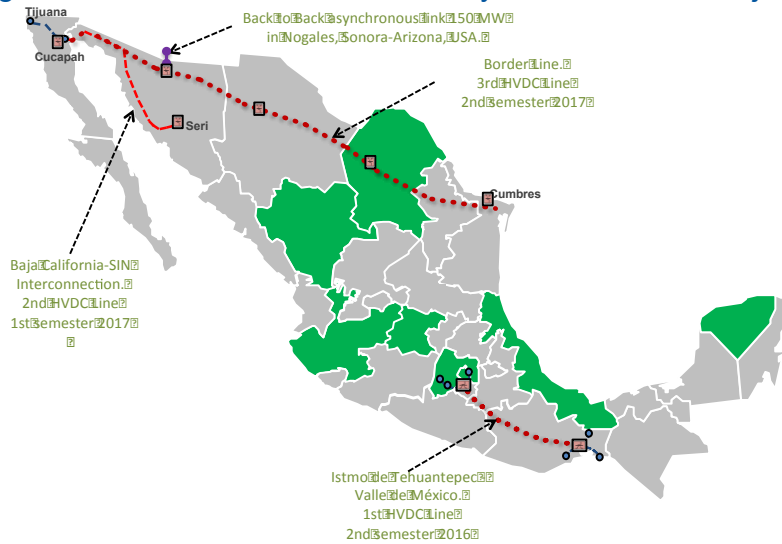 Tijuana
Cucapah
Back to Back asynchronous link 150 MW
in Nogales, Sonora-Arizona, USA.
Border Line.
3rd HVDC Line
2nd semester 2017
Seri
Cumbres
Baja California-SIN
Interconnection.
2nd HVDC Line
1st semester 2017
Istmo de Tehuantepec-
Valle de México.
1st HVDC Line
2nd semester 2016